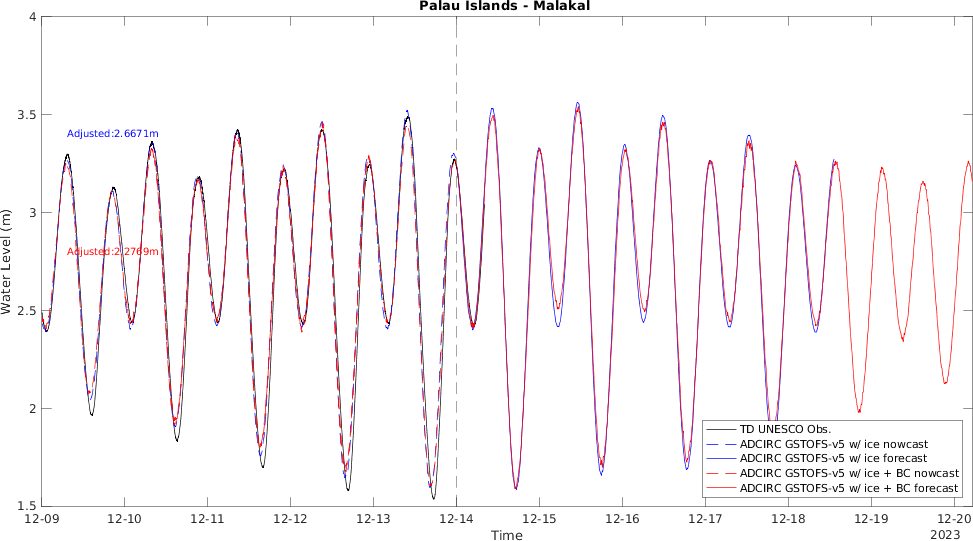 Palau Islands - Malakal
4
3.5
3
2.5
2
1.5
Water Level (m)
Adjusted:2.6671m
Adjusted:2.2769m
TD UNESCO Obs.
ADCIRC GSTOFS-v5 w/ ice nowcast
ADCIRC GSTOFS-v5 w/ ice forecast
ADCIRC GSTOFS-v5 w/ ice + BC nowcast
ADCIRC GSTOFS-v5 w/ ice + BC forecast
12-09 12-10 12-11 12-12 12-13 12-14 12-15 12-16 12-17 12-18 12-19 12-20
Time
2023